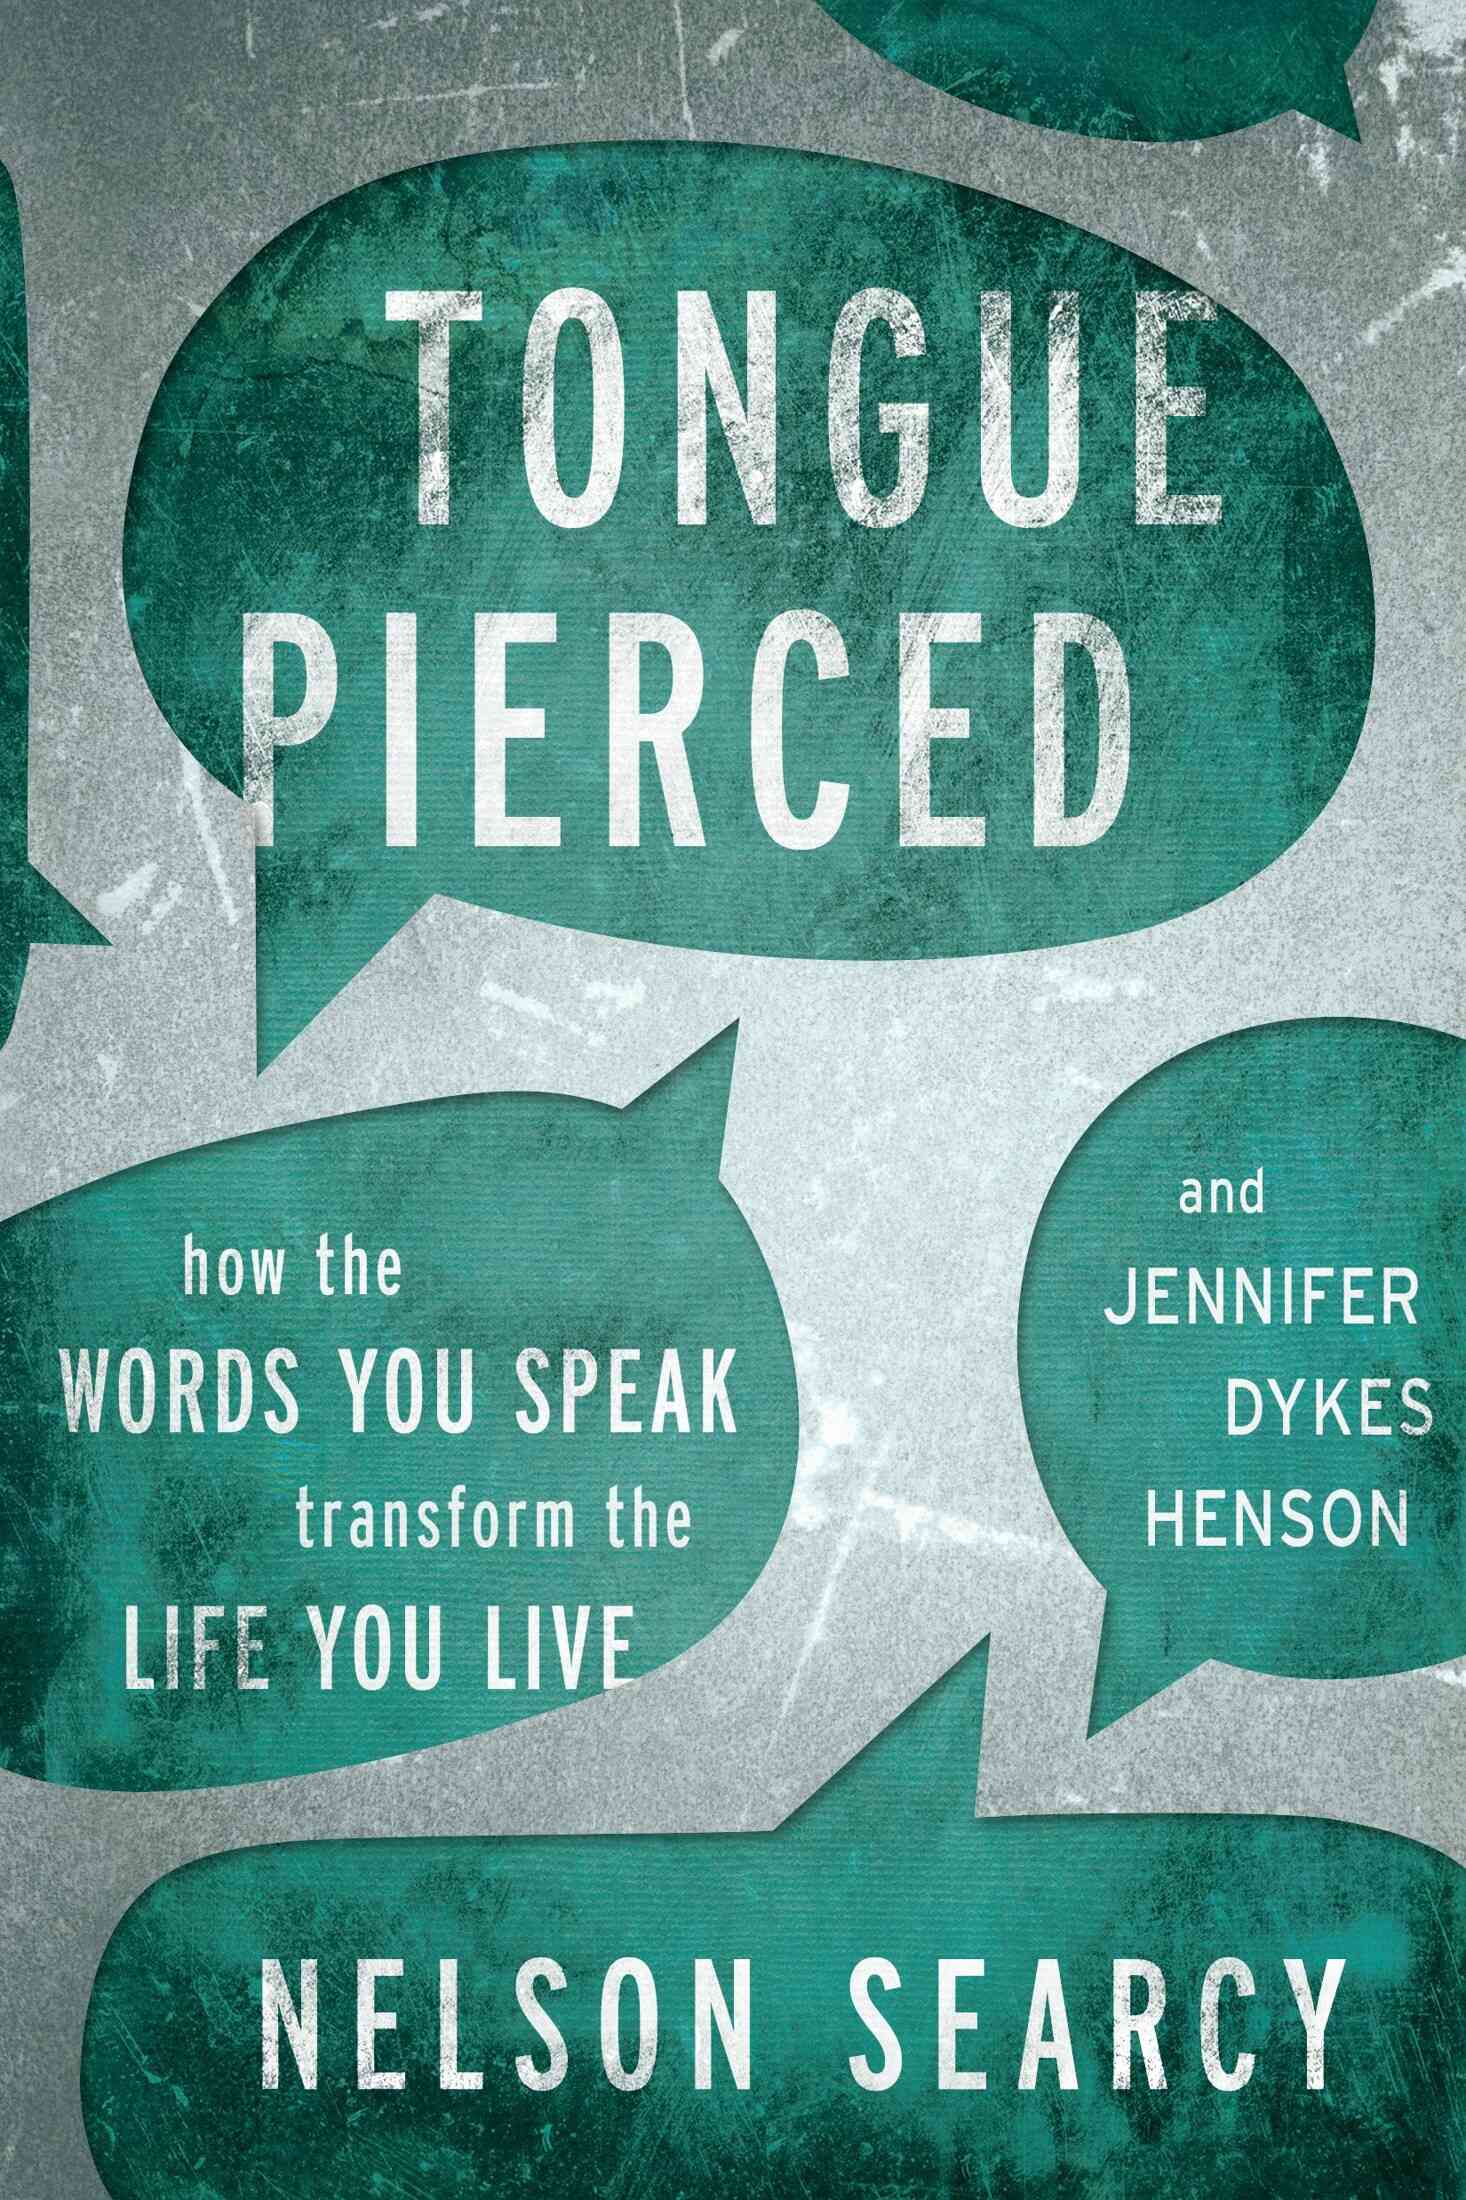 TONGUE
PIERCED
how the
WORDS YOU SPEAK
transform the
LIFE YOU LIVE
NELSON SEARCY
and
JENNIFER
DYKES
HENSON